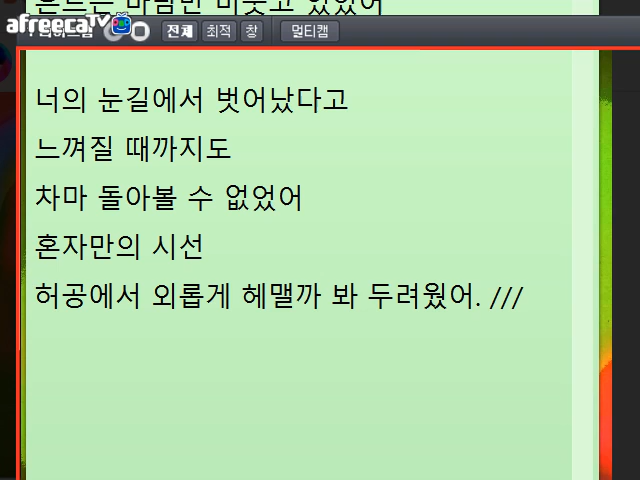 afreecaTV
전체 최적 창 멀티캠
너의 눈길에서 벗어났다고
느껴질 때까지도
차마 돌아볼 수 없었어
혼자만의 시선
허공에서 외롭게 헤맬까 봐 두려웠어. ///